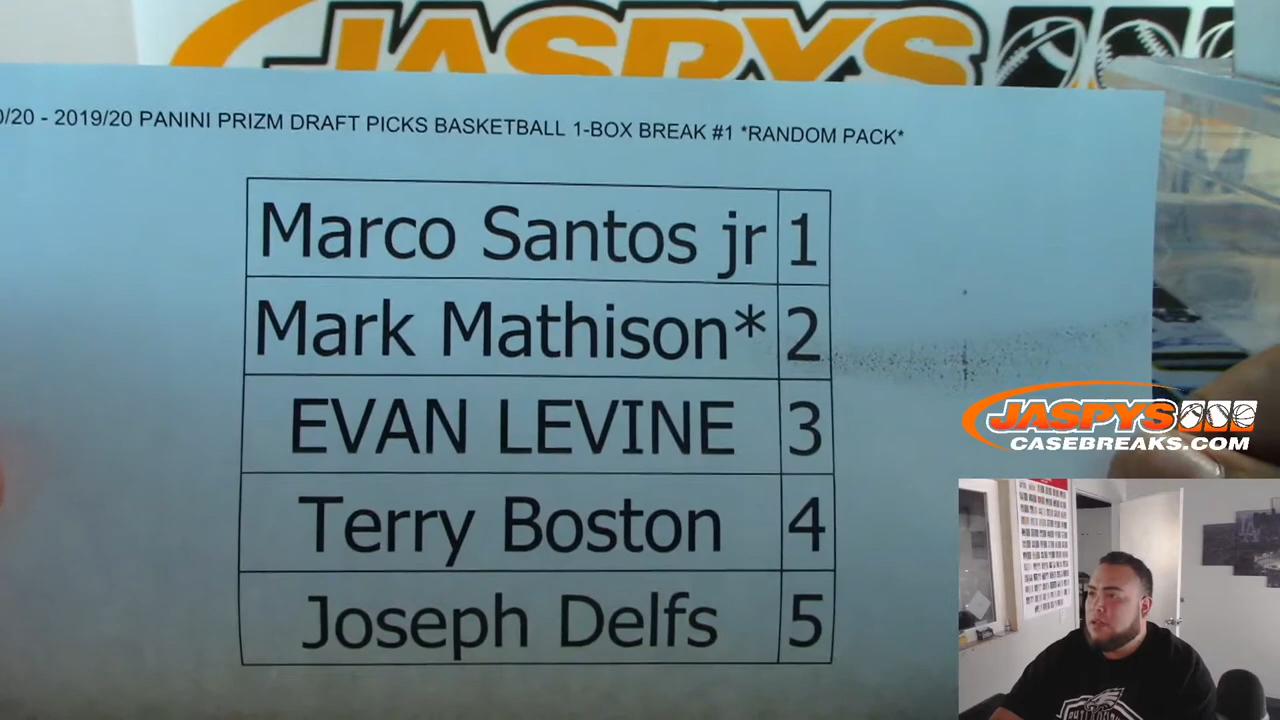 JASPYS
0/20 - 2019/20 PANINI PRIZM DRAFT PICKS BASKETBALL 1-BOX BREAK #1 *RANDOM PACK*
Marco Santos jr 1
Mark Mathison* 2
EVAN LEVINE 3
Terry Boston 4
Joseph Delfs 5
JASPYS
CASEBREAKS.COM